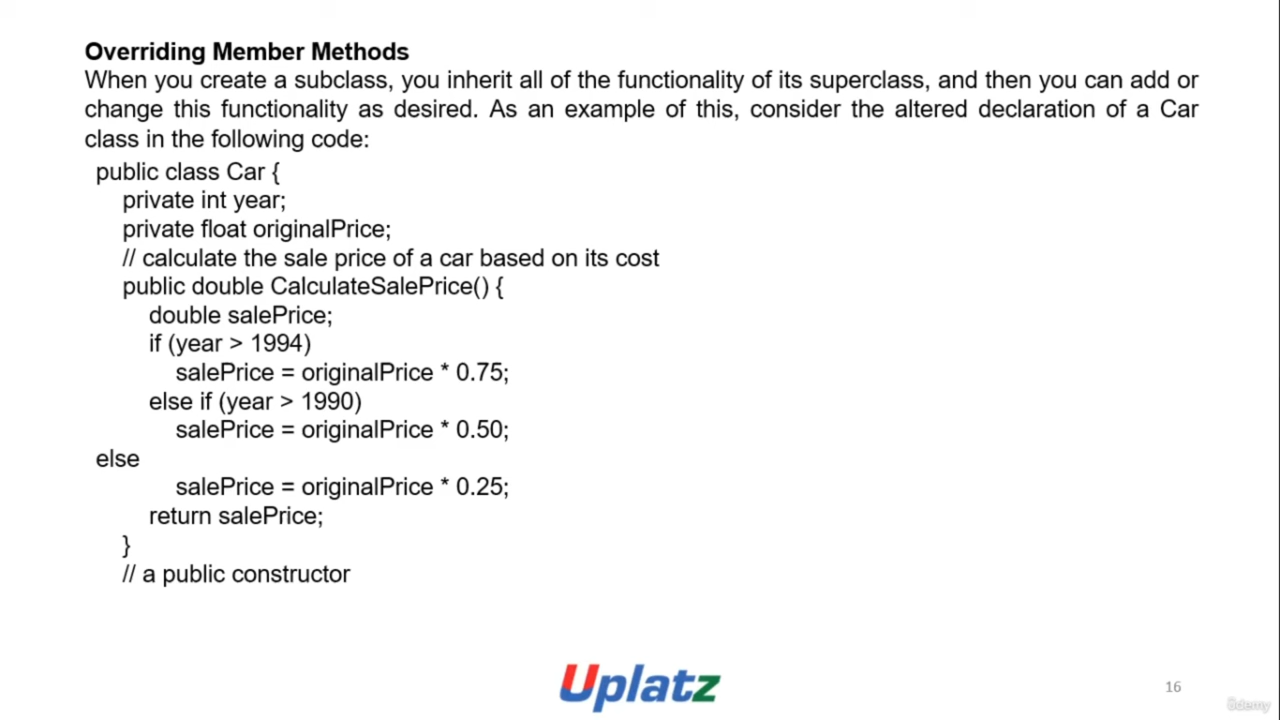 Overriding Member Methods
When you create a subclass, you inherit all of the functionality of its superclass, and then you can add or
change this functionality as desired. As an example of this, consider the altered declaration of a Car
class in the following code:
public class Car {
private int year;
private float originalPrice;
// calculate the sale price of a car based on its cost
public double CalculateSalePrice() {
double salePrice;
if (year > 1994)
salePrice = originalPrice * 0.75;
else if (year > 1990)
salePrice = originalPrice * 0.50;
else
salePrice = originalPrice * 0.25;
return salePrice;
}
// a public constructor
Uplatz
16
ûdemy